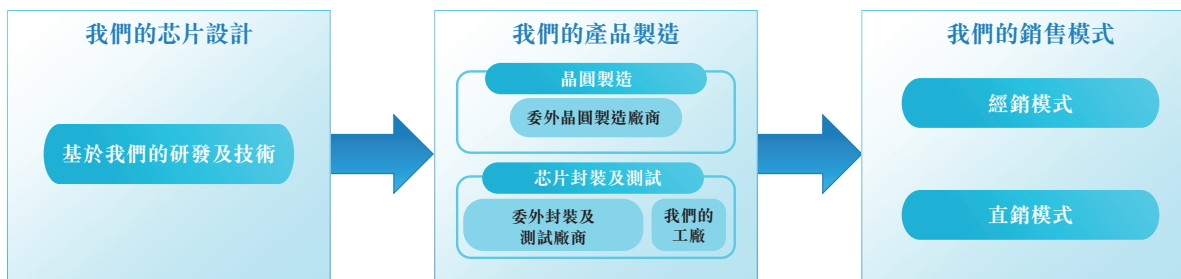 我們的芯片設計
基於我們的研發及技術
我們的產品製造
晶圓製造
委外晶圓製造廠商
芯片封裝及測試
委外封裝及
測試廠商
我們的
工廠
我們的銷售模式
經銷模式
直銷模式